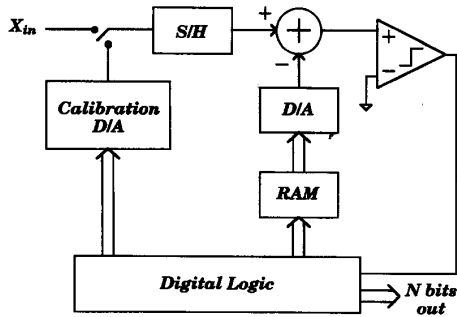 X_in
S/H
+
+
−
+
−
Calibration
D/A
D/A
RAM
Digital Logic
N bits
out